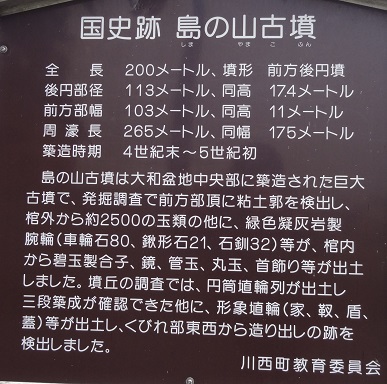 国史跡 島の山古墳
しま やま こ ふん
全長 200メートル、墳形 前方後円墳
後円部径 113メートル、同高 17.4メートル
前方部幅 103メートル、同高 11メートル
周濠長 265メートル、同幅 175メートル
築造時期 4世紀末~5世紀初
島の山古墳は大和盆地中央部に築造された巨大
古墳で、発掘調査で前方部頂に粘土郭を検出し、
棺外から約2500の玉類の他に、緑色凝灰岩製
腕輪(車輪石80、鍬形石21、石釧32)等が、棺内
から碧玉製合子、鏡、管玉、丸玉、首飾り等が出土
しました。墳丘の調査では、円筒埴輪列が出土し
三段築成が確認できた他に、形象埴輪(家、靫、盾、
蓋)等が出土し、くびれ部東西から造り出しの跡を
検出しました。
川西町教育委員会